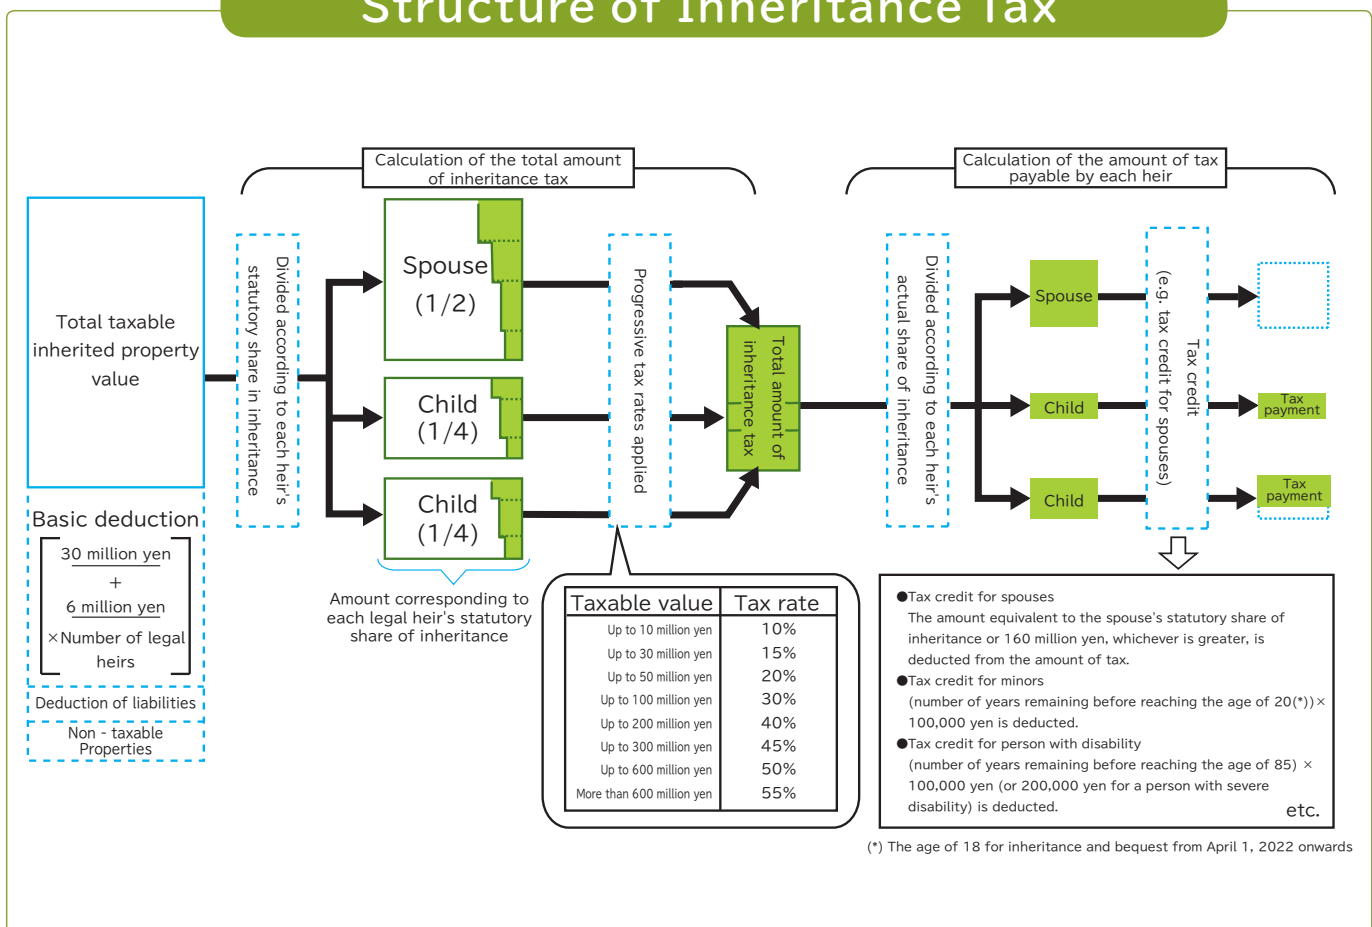 Structure of Inheritance Tax
Calculation of the total amount
of inheritance tax
Calculation of the amount of tax
payable by each heir
Total taxable
inherited property
value
Divided according to each heir's
statutory share in inheritance
Spouse
(1/2)
Child
(1/4)
Child
(1/4)
Progressive tax rates applied
Total amount of
inheritance tax
Divided according to each heir's
actual share of inheritance
Spouse
Child
Child
Tax credit
(e.g. tax credit for spouses)
Tax
payment
Tax
payment
Basic deduction
30 million yen
+
6 million yen
×Number of legal
heirs
Deduction of liabilities
Non - taxable
Properties
Amount corresponding to
each legal heir's statutory
share of inheritance
Taxable value Tax rate
Up to 10 million yen 10%
Up to 30 million yen 15%
Up to 50 million yen 20%
Up to 100 million yen 30%
Up to 200 million yen 40%
Up to 300 million yen 45%
Up to 600 million yen 50%
More than 600 million yen 55%
●Tax credit for spouses
The amount equivalent to the spouse's statutory share of
inheritance or 160 million yen, whichever is greater, is
deducted from the amount of tax.
●Tax credit for minors
(number of years remaining before reaching the age of 20(*))×
100,000 yen is deducted.
●Tax credit for person with disability
(number of years remaining before reaching the age of 85) ×
100,000 yen (or 200,000 yen for a person with severe
disability) is deducted.
etc.
(*) The age of 18 for inheritance and bequest from April 1, 2022 onwards